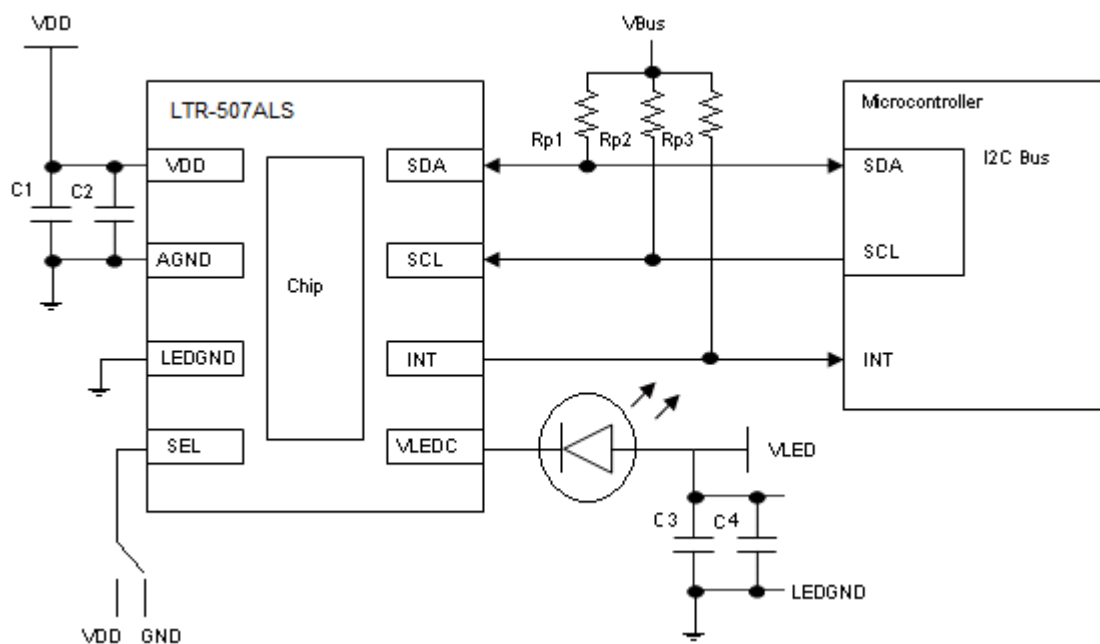 VDD
VBus
LTR-507ALS
Microcontroller
Rp1 Rp2 Rp3
VDD
SDA
SDA
I2C Bus
C1 C2
AGND
SCL
SCL
Chip
LEDGND
INT
INT
SEL
VLEDC
VLED
C3 C4
LEDGND
VDD GND